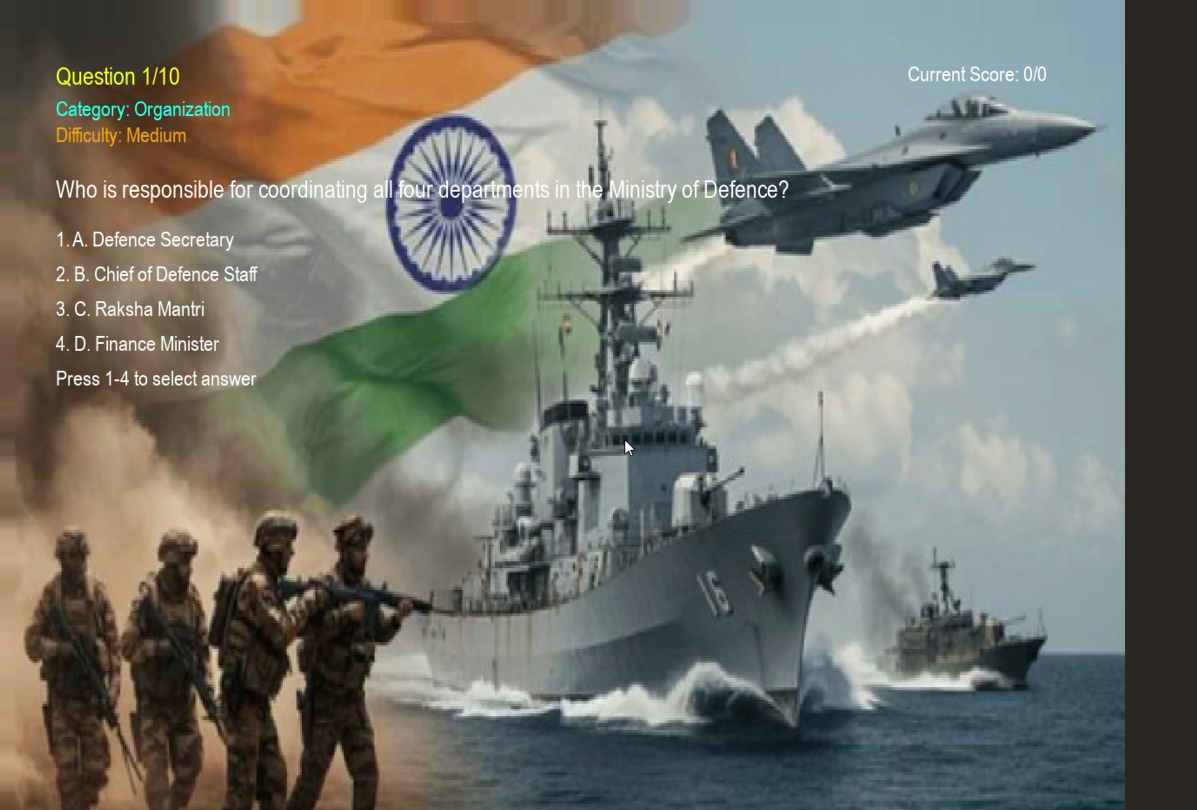 Question 1/10
Current Score: 0/0
Category: Organization
Difficulty: Medium
Who is responsible for coordinating all four departments in the Ministry of Defence?
1. A. Defence Secretary
2. B. Chief of Defence Staff
3. C. Raksha Mantri
4. D. Finance Minister
Press 1-4 to select answer
16